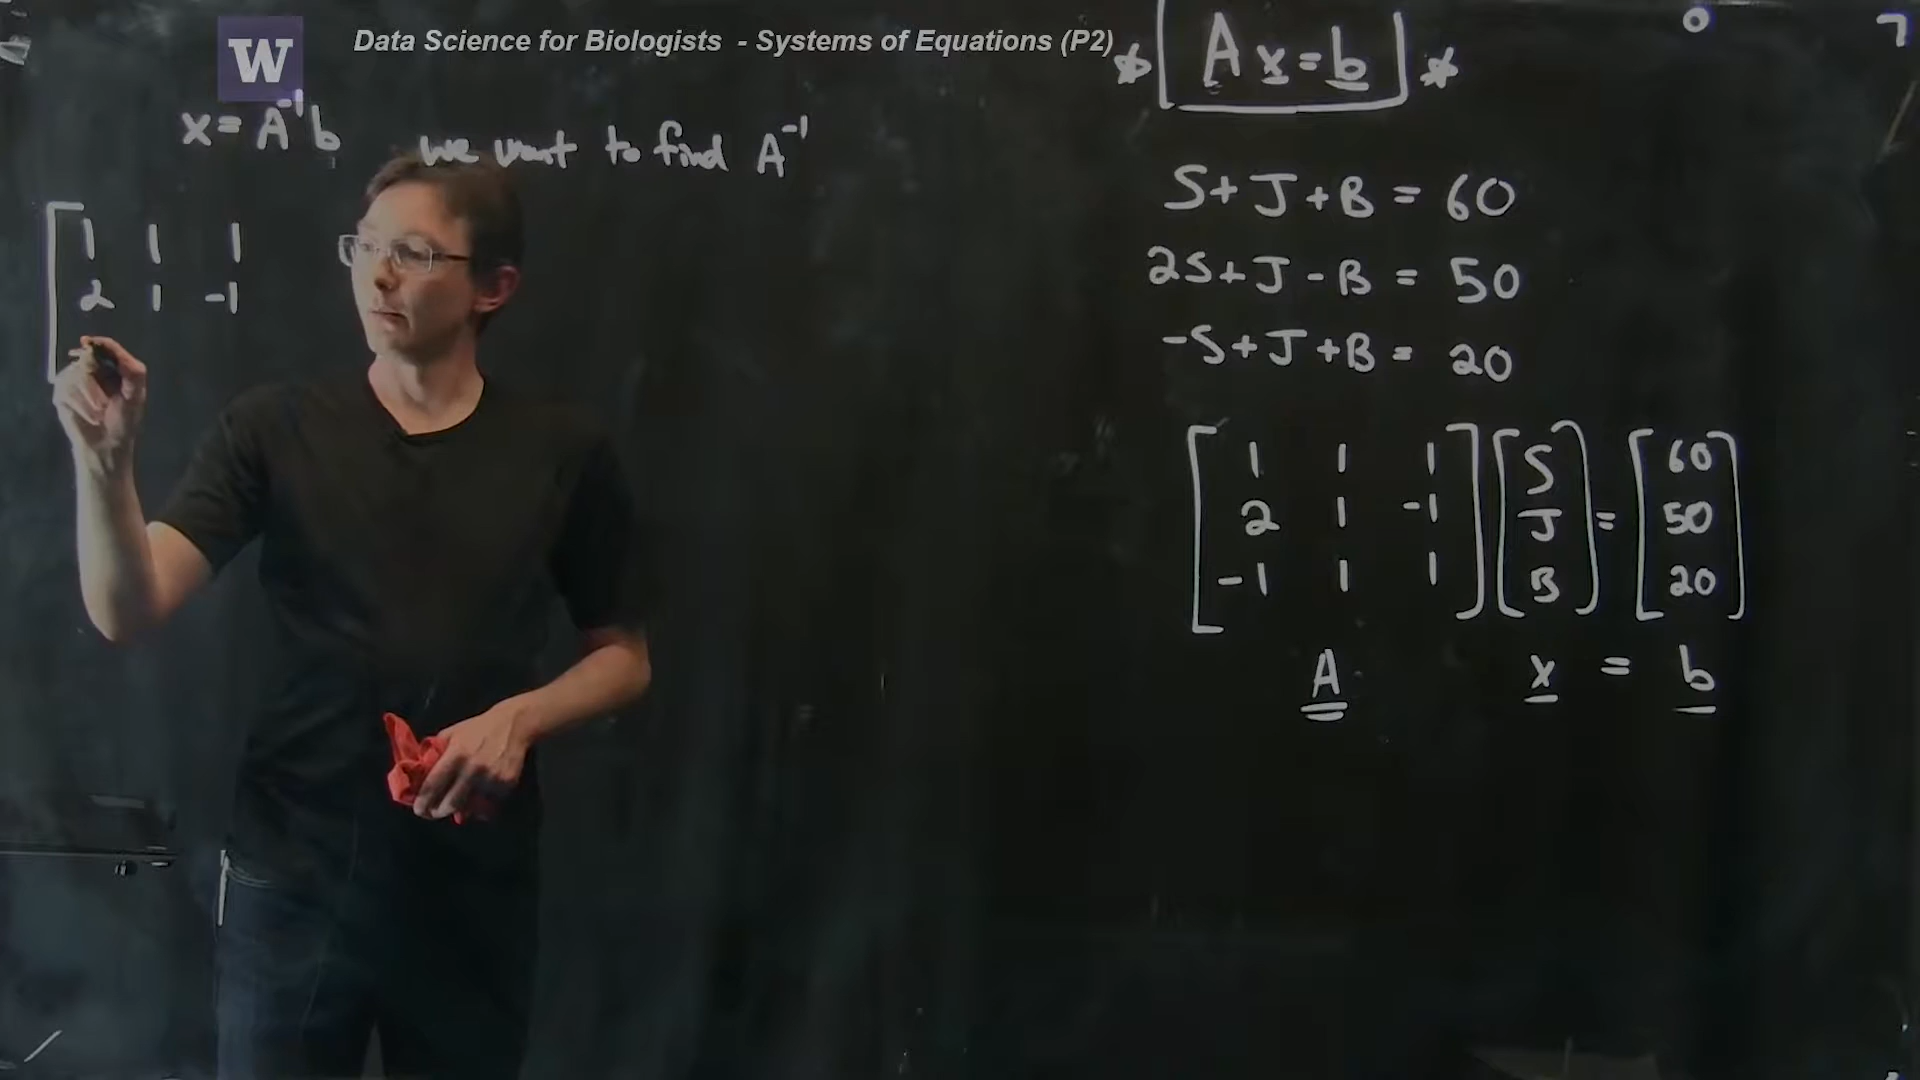 W
Data Science for Biologists - Systems of Equations (P2)
* [ A x = b ] *
x = A⁻¹b
we want to find A⁻¹
1 1 1
2 1 -1
-
S + J + B = 60
2S + J - B = 50
-S + J + B = 20
[ 1 1 1 ] [ S ] [ 60 ]
[ 2 1 -1 ] [ J ] = [ 50 ]
[ -1 1 1 ] [ B ] [ 20 ]
A x = b